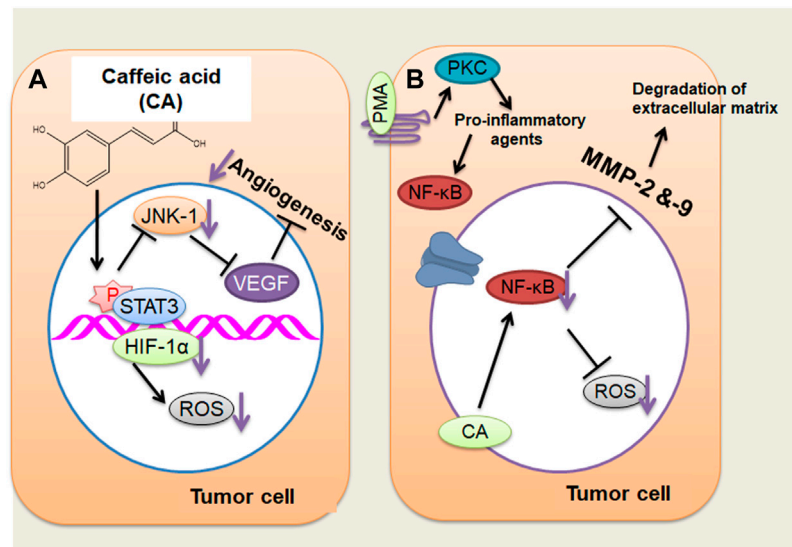 A
Caffeic acid
(CA)
HO
HO
OH
O
Angiogenesis
JNK-1
VEGF
P
STAT3
HIF-1α
ROS
Tumor cell
B
PKC
PMA
Pro-inflammatory
agents
NF-κB
Degradation of
extracellular matrix
MMP-2 &-9
NF-κB
ROS
CA
Tumor cell